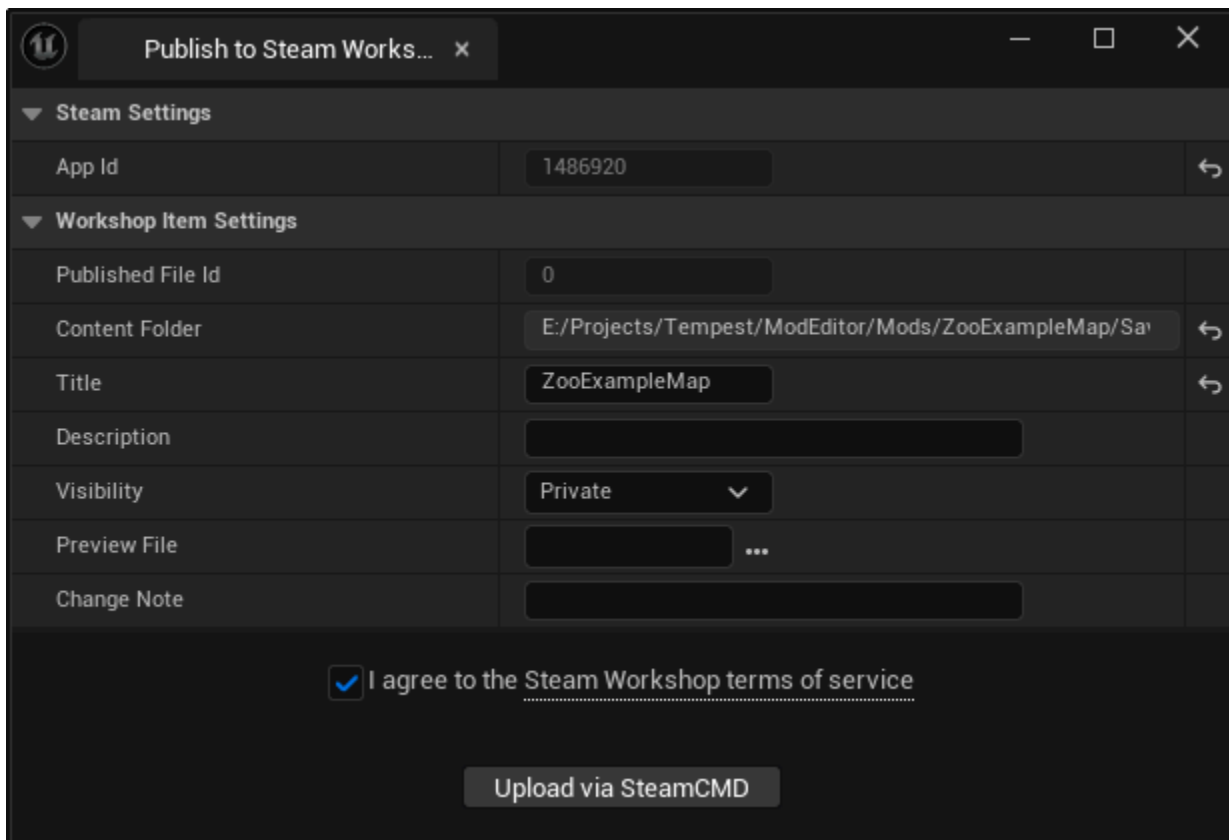 Publish to Steam Works...
Steam Settings
App Id 1486920
Workshop Item Settings
Published File Id 0
Content Folder E:/Projects/Tempest/ModEditor/Mods/ZooExampleMap/Sav
Title ZooExampleMap
Description
Visibility Private
Preview File
Change Note
I agree to the Steam Workshop terms of service
Upload via SteamCMD